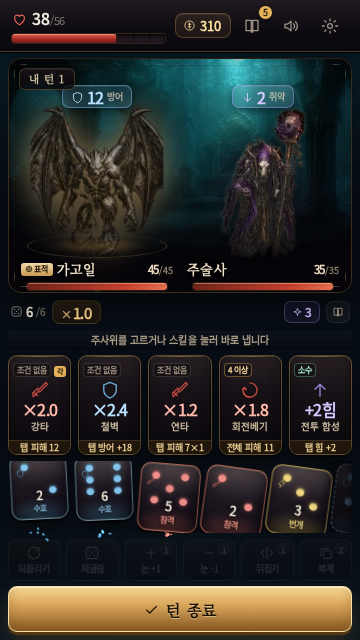 38/56
310
5
내 턴 1
12 방어
2 취약
표적 가고일 45/45
주술사 35/35
6/6
×1.0
3
주사위를 고르거나 스킬을 눌러 바로 냅니다
조건 없음 각
×2.0
강타
탭 피해 12
조건 없음
×2.4
철벽
탭 방어 +18
조건 없음
×1.2
연타
탭 피해 7×1
4 이상
×1.8
회전베기
전체 피해 11
소수
+2힘
전투 함성
탭 힘 +2
2
수호
6
수호
5
참격
2
참격
3
번개
되돌리기
재굴림
눈 +1
1
눈 -1
1
뒤집기
1
복제
2
턴 종료